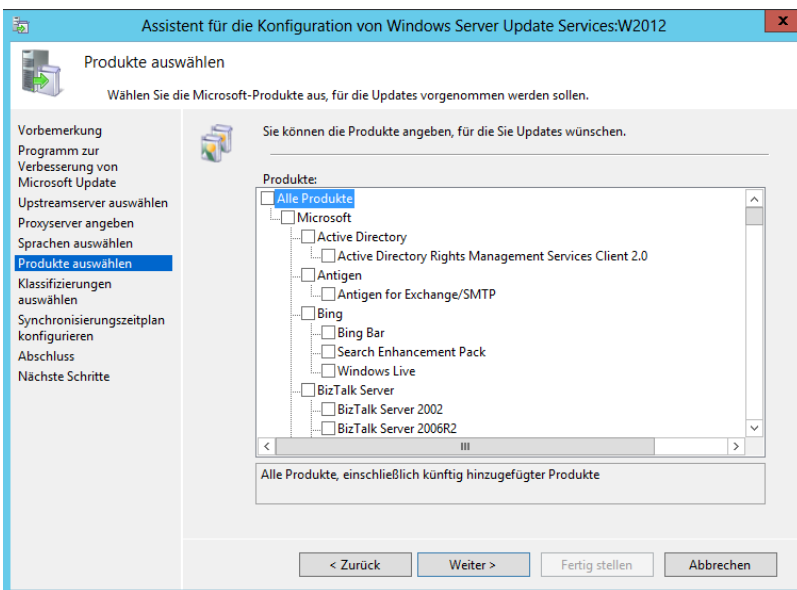 Assistent für die Konfiguration von Windows Server Update Services:W2012
x
Produkte auswählen
Wählen Sie die Microsoft-Produkte aus, für die Updates vorgenommen werden sollen.
Vorbemerkung
Programm zur
Verbesserung von
Microsoft Update
Upstreamserver auswählen
Proxyserver angeben
Sprachen auswählen
Produkte auswählen
Klassifizierungen
auswählen
Synchronisierungszeitplan
konfigurieren
Abschluss
Nächste Schritte
Sie können die Produkte angeben, für die Sie Updates wünschen.
Produkte:
Alle Produkte
Microsoft
Active Directory
Active Directory Rights Management Services Client 2.0
Antigen
Antigen for Exchange/SMTP
Bing
Bing Bar
Search Enhancement Pack
Windows Live
BizTalk Server
BizTalk Server 2002
BizTalk Server 2006R2
Alle Produkte, einschließlich künftig hinzugefügter Produkte
< Zurück
Weiter >
Fertig stellen
Abbrechen